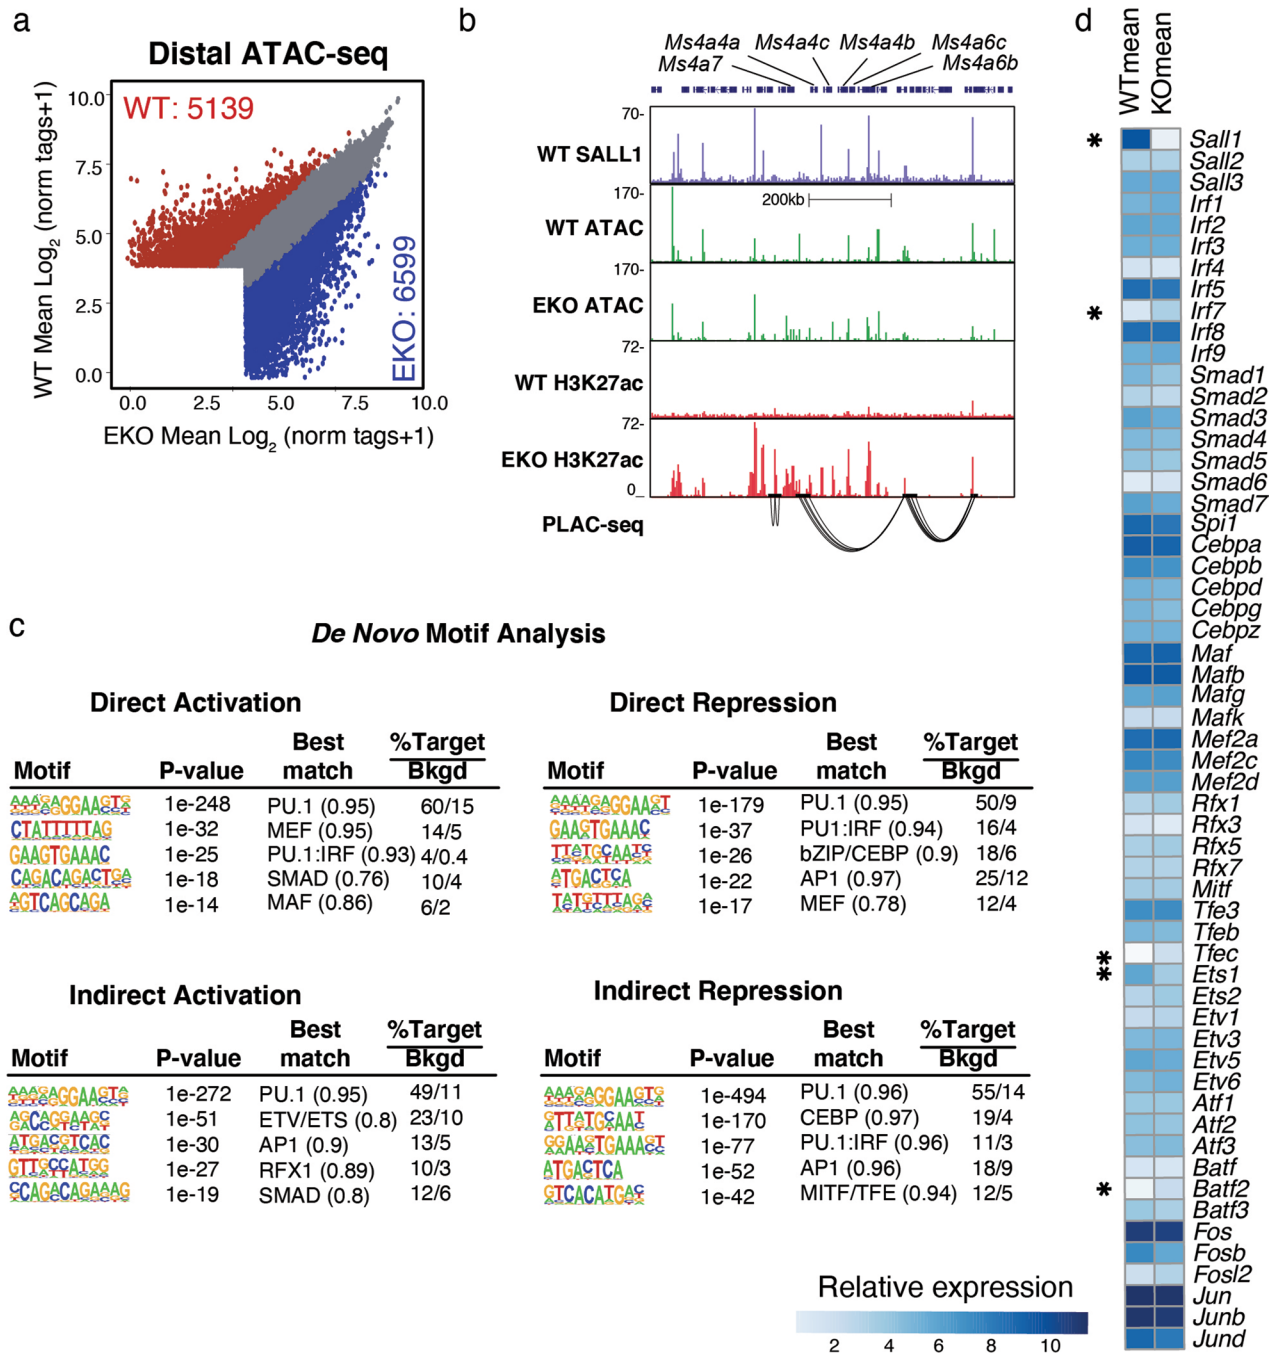 a
Distal ATAC-seq
WT: 5139
EKO: 6599
WT Mean Log2 (norm tags+1)
10.0
7.5
5.0
2.5
0.0
0.0 2.5 5.0 7.5 10.0
EKO Mean Log2 (norm tags+1)
b
Ms4a4a Ms4a4c Ms4a4b Ms4a6c
Ms4a7 Ms4a6b
70-
WT SALL1
170-
200kb
WT ATAC
170-
EKO ATAC
72-
WT H3K27ac
72-
EKO H3K27ac
0_
PLAC-seq
c
De Novo Motif Analysis
Direct Activation
Best %Target
Motif P-value match Bkgd
AAAGAGGAAGTG 1e-248 PU.1 (0.95) 60/15
CTATTTTTAG 1e-32 MEF (0.95) 14/5
GAAGTGAAAC 1e-25 PU.1:IRF (0.93) 4/0.4
CAGACAGACTGA 1e-18 SMAD (0.76) 10/4
AGTCAGCAGA 1e-14 MAF (0.86) 6/2
Direct Repression
Best %Target
Motif P-value match Bkgd
AAAAGAGGAAGT 1e-179 PU.1 (0.95) 50/9
GAAGTGAAAC 1e-37 PU1:IRF (0.94) 16/4
TTATGCAATC 1e-26 bZIP/CEBP (0.9) 18/6
ATGACTCA 1e-22 AP1 (0.97) 25/12
TATGTTTAGC 1e-17 MEF (0.78) 12/4
Indirect Activation
Best %Target
Motif P-value match Bkgd
AAAGAGGAAGTA 1e-272 PU.1 (0.95) 49/11
AGCAGGAAGC 1e-51 ETV/ETS (0.8) 23/10
ATGACGTCAC 1e-30 AP1 (0.9) 13/5
GTTGCCATGG 1e-27 RFX1 (0.89) 10/3
CCAGACAGAAAG 1e-19 SMAD (0.8) 12/6
Indirect Repression
Best %Target
Motif P-value match Bkgd
AAAGAGGAAGTG 1e-494 PU.1 (0.96) 55/14
GTTATGCAAT 1e-170 CEBP (0.97) 19/4
GGAAGTGAAAGT 1e-77 PU.1:IRF (0.96) 11/3
ATGACTCA 1e-52 AP1 (0.96) 18/9
GTCACATGAC 1e-42 MITF/TFE (0.94) 12/5
d
WTmean
KOmean
* Sall1
Sall2
Sall3
Irf1
Irf2
Irf3
Irf4
Irf5
* Irf7
Irf8
Irf9
Smad1
Smad2
Smad3
Smad4
Smad5
Smad6
Smad7
Spi1
Cebpa
Cebpb
Cebpd
Cebpg
Cebpz
Maf
Mafb
Mafg
Mafk
Mef2a
Mef2c
Mef2d
Rfx1
Rfx3
Rfx5
Rfx7
Mitf
Tfe3
Tfeb
* Tfec
* Ets1
Ets2
Etv1
Etv3
Etv5
Etv6
Atf1
Atf2
Atf3
Batf
* Batf2
Batf3
Fos
Fosb
Fosl2
Jun
Junb
Jund
Relative expression
2 4 6 8 10